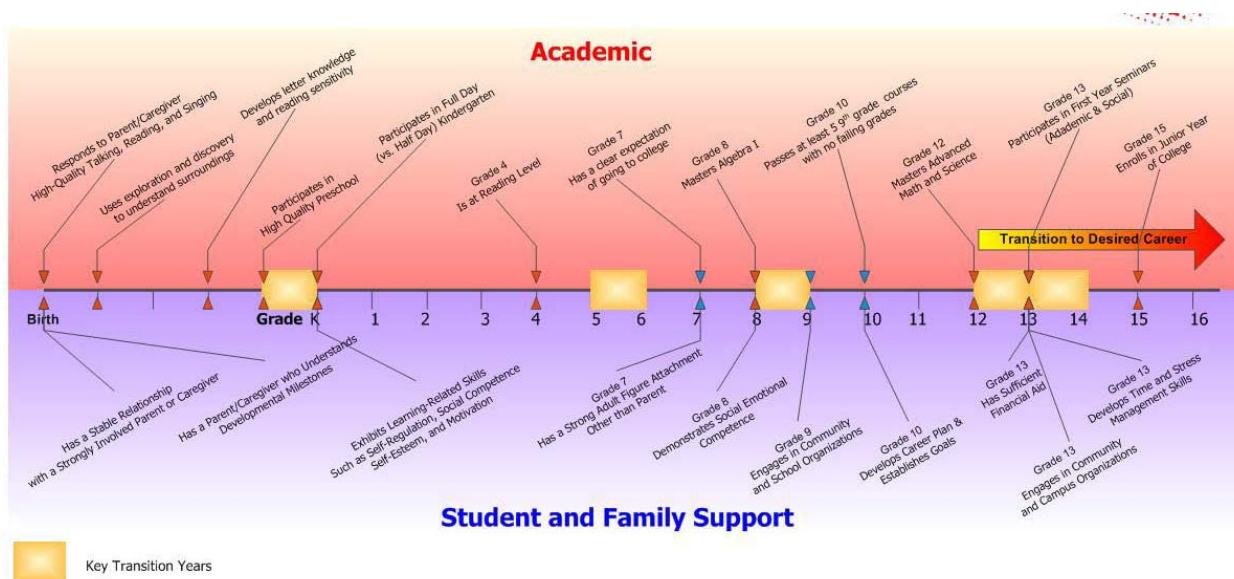 Academic
Responds to Parent/Caregiver
High-Quality Talking, Reading, and Singing
Uses exploration and discovery
to understand surroundings
Develops letter knowledge
and reading sensitivity
Participates in
High Quality Preschool
Participates in Full Day
(vs. Half Day) Kindergarten
Grade 4
Is at Reading Level
Grade 7
Has a clear expectation
of going to college
Grade 8
Masters Algebra I
Grade 10
Passes at least 5 9th grade courses
with no failing grades
Grade 12
Masters Advanced
Math and Science
Grade 13
Participates in First Year Seminars
(Adademic & Social)
Grade 15
Enrolls in Junior Year
of College
Transition to Desired Career
Birth Grade K 1 2 3 4 5 6 7 8 9 10 11 12 13 14 15 16
Has a Stable Relationship
with a Strongly Involved Parent or Caregiver
Has a Parent/Caregiver who Understands
Developmental Milestones
Exhibits Learning-Related Skills
Such as Self-Regulation, Social Competence
Self-Esteem, and Motivation
Grade 7
Has a Strong Adult Figure Attachment
Other than Parent
Grade 8
Demonstrates Social Emotional
Competence
Grade 9
Engages in Community
and School Organizations
Grade 10
Develops Career Plan &
Establishes Goals
Grade 13
Has Sufficient
Financial Aid
Grade 13
Engages in Community
and Campus Organizations
Grade 13
Develops Time and Stress
Management Skills
Student and Family Support
Key Transition Years